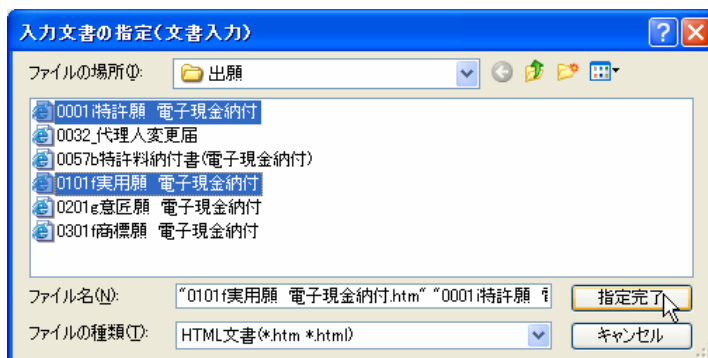 入力文書の指定(文書入力)
ファイルの場所(I):
出願
0001i特許願 電子現金納付
0032_代理人変更届
0057b特許料納付書(電子現金納付)
0101f実用願 電子現金納付
0201g意匠願 電子現金納付
0301f商標願 電子現金納付
ファイル名(N):
"0101f実用願 電子現金納付.htm" "0001i特許願 電
指定完了
ファイルの種類(T):
HTML文書(*.htm *.html)
キャンセル